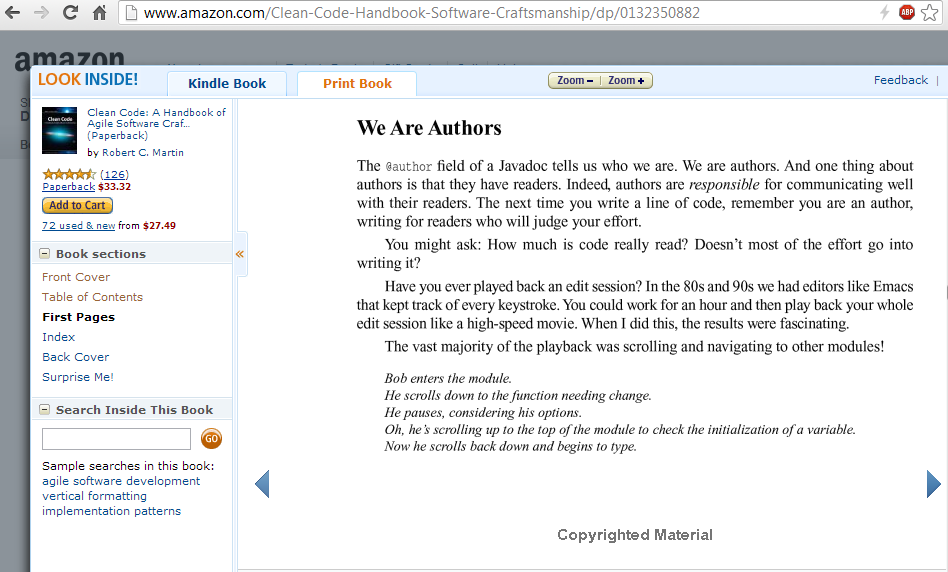 www.amazon.com/Clean-Code-Handbook-Software-Craftsmanship/dp/0132350882
ABP
amazon
LOOK INSIDE!
Kindle Book
Print Book
Zoom −
Zoom +
Feedback |
Clean Code: A Handbook of
Agile Software Craf...
(Paperback)
by Robert C. Martin
Clean Code
(126)
Paperback $33.32
Add to Cart
72 used & new from $27.49
Book sections
Front Cover
Table of Contents
First Pages
Index
Back Cover
Surprise Me!
Search Inside This Book
GO
Sample searches in this book:
agile software development
vertical formatting
implementation patterns
«
We Are Authors
The @author field of a Javadoc tells us who we are. We are authors. And one thing about
authors is that they have readers. Indeed, authors are responsible for communicating well
with their readers. The next time you write a line of code, remember you are an author,
writing for readers who will judge your effort.
You might ask: How much is code really read? Doesn't most of the effort go into
writing it?
Have you ever played back an edit session? In the 80s and 90s we had editors like Emacs
that kept track of every keystroke. You could work for an hour and then play back your whole
edit session like a high-speed movie. When I did this, the results were fascinating.
The vast majority of the playback was scrolling and navigating to other modules!
Bob enters the module.
He scrolls down to the function needing change.
He pauses, considering his options.
Oh, he's scrolling up to the top of the module to check the initialization of a variable.
Now he scrolls back down and begins to type.
Copyrighted Material